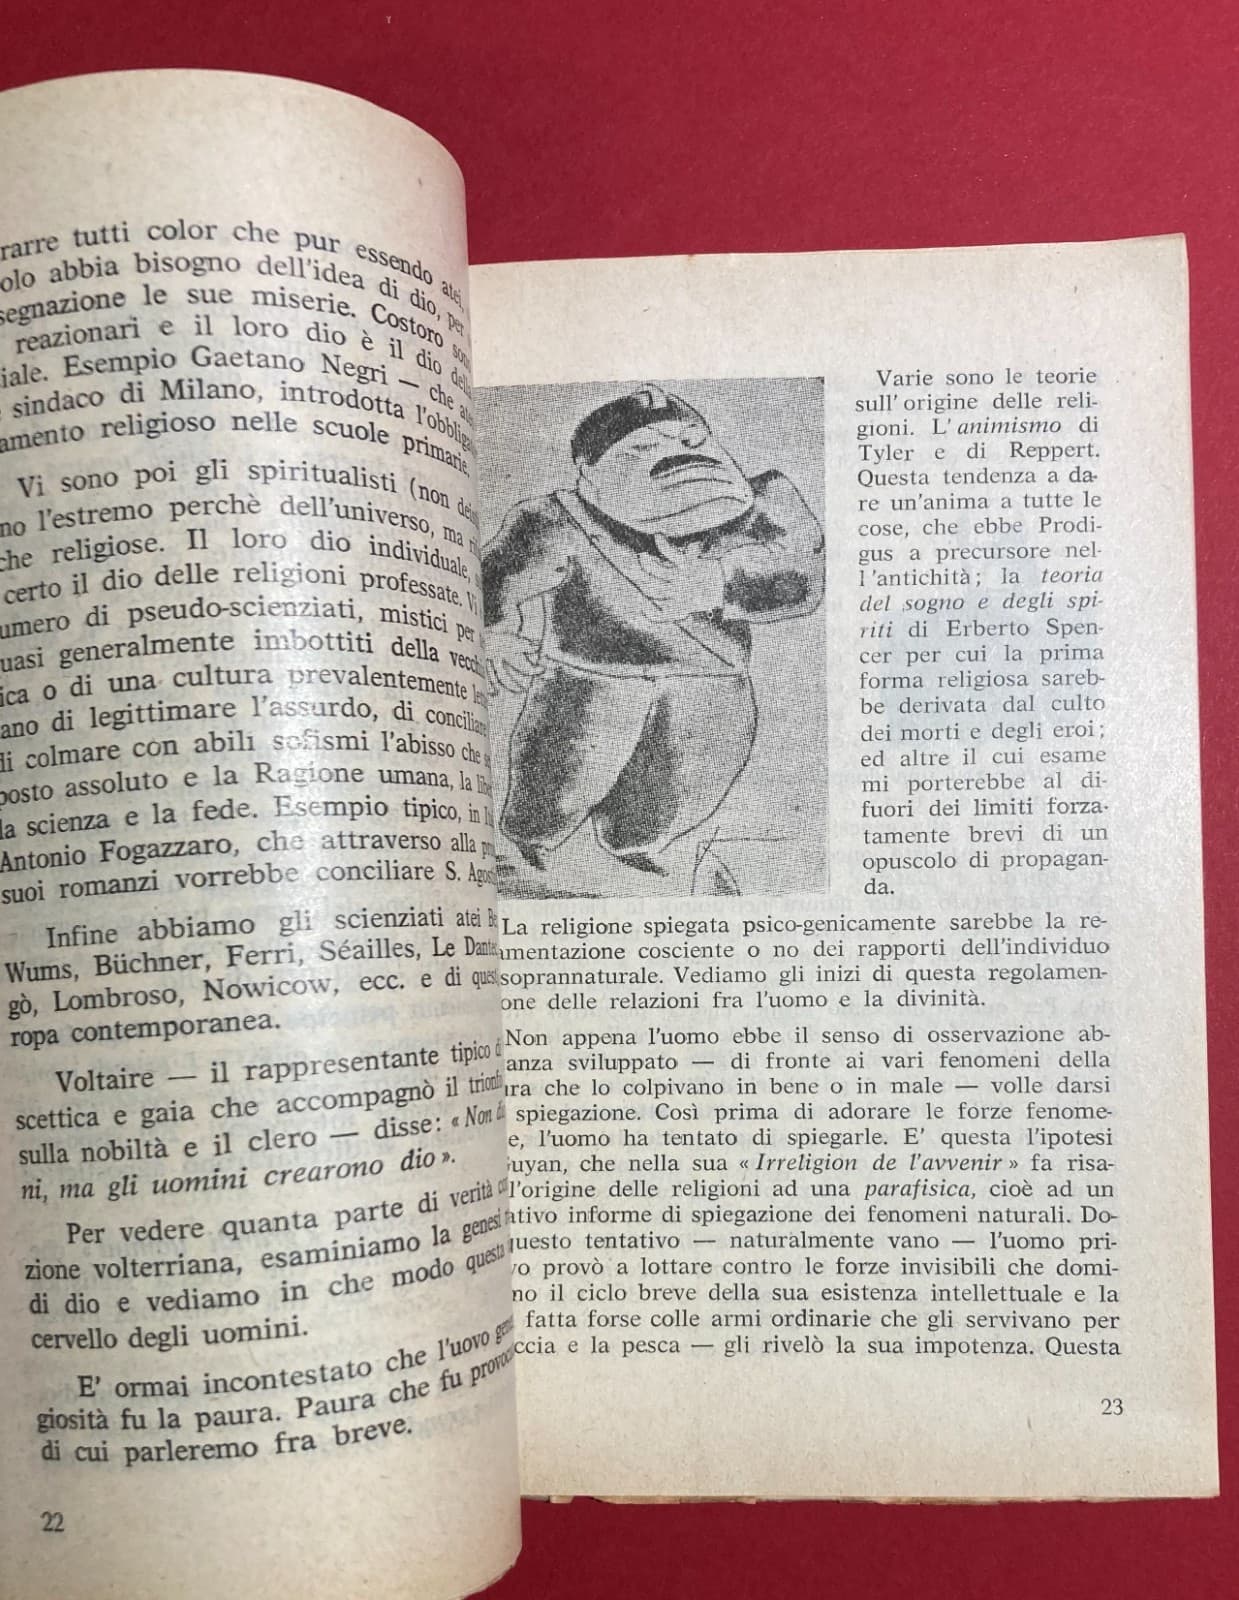 rarre tutti color che pur essendo atei,
olo abbia bisogno dell'idea di dio, per
segnazione le sue miserie. Costoro
reazionari e il loro dio è il dio
iale. Esempio Gaetano Negri — che
sindaco di Milano, introdotta l'obbliga
amento religioso nelle scuole primarie.
Vi sono poi gli spiritualisti (non
no l'estremo perchè dell'universo, ma
che religiose. Il loro dio individuale,
certo il dio delle religioni professate. Vi
umero di pseudo-scienziati, mistici per
uasi generalmente imbottiti della vecc
ica o di una cultura prevalentemente
ano di legittimare l'assurdo, di conciliare
di colmare con abili sofismi l'abisso che
posto assoluto e la Ragione umana, la
la scienza e la fede. Esempio tipico, in
Antonio Fogazzaro, che attraverso alla
suoi romanzi vorrebbe conciliare S. Agos
Infine abbiamo gli scienziati atei
Wums, Büchner, Ferri, Séailles, Le Dantec
gò, Lombroso, Nowicow, ecc. e di
ropa contemporanea.
Voltaire — il rappresentante tipico
scettica e gaia che accompagnò il trionfo
sulla nobiltà e il clero — disse: « Non
ni, ma gli uomini crearono dio ».
Per vedere quanta parte di verità
zione volterriana, esaminiamo la genesi
di dio e vediamo in che modo questa
cervello degli uomini.
E' ormai incontestato che l'uovo
giosità fu la paura. Paura che fu provoc
di cui parleremo fra breve.
22
Varie sono le teorie
sull' origine delle reli-
gioni. L' animismo di
Tyler e di Reppert.
Questa tendenza a da-
re un'anima a tutte le
cose, che ebbe Prodi-
gus a precursore nel-
l'antichità; la teoria
del sogno e degli spi-
riti di Erberto Spen-
cer per cui la prima
forma religiosa sareb-
be derivata dal culto
dei morti e degli eroi;
ed altre il cui esame
mi porterebbe al di-
fuori dei limiti forza-
tamente brevi di un
opuscolo di propagan-
da.
La religione spiegata psico-genicamente sarebbe la re-
mentazione cosciente o no dei rapporti dell'individuo
soprannaturale. Vediamo gli inizi di questa regolamen-
one delle relazioni fra l'uomo e la divinità.
Non appena l'uomo ebbe il senso di osservazione ab-
anza sviluppato — di fronte ai vari fenomeni della
ura che lo colpivano in bene o in male — volle darsi
spiegazione. Così prima di adorare le forze fenome-
e, l'uomo ha tentato di spiegarle. E' questa l'ipotesi
uyan, che nella sua « Irreligion de l'avvenir » fa risa-
l'origine delle religioni ad una parafisica, cioè ad un
ativo informe di spiegazione dei fenomeni naturali. Do-
uesto tentativo — naturalmente vano — l'uomo pri-
vo provò a lottare contro le forze invisibili che domi-
no il ciclo breve della sua esistenza intellettuale e la
fatta forse colle armi ordinarie che gli servivano per
ccia e la pesca — gli rivelò la sua impotenza. Questa
23